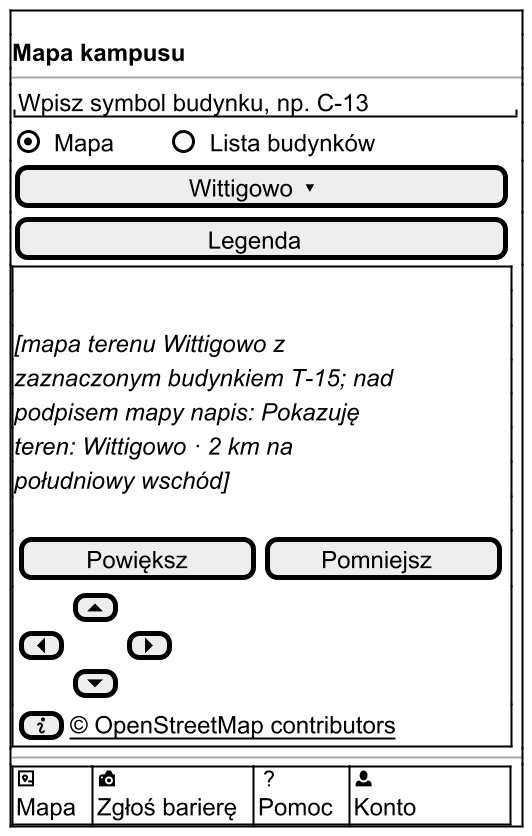 Mapa kampusu
Wpisz symbol budynku, np. C-13
Mapa Lista budynków
Wittigowo ▾
Legenda
[mapa terenu Wittigowo z
zaznaczonym budynkiem T-15; nad
podpisem mapy napis: Pokazuję
teren: Wittigowo · 2 km na
południowy wschód]
Powiększ Pomniejsz
i © OpenStreetMap contributors
?
Mapa Zgłoś barierę Pomoc Konto